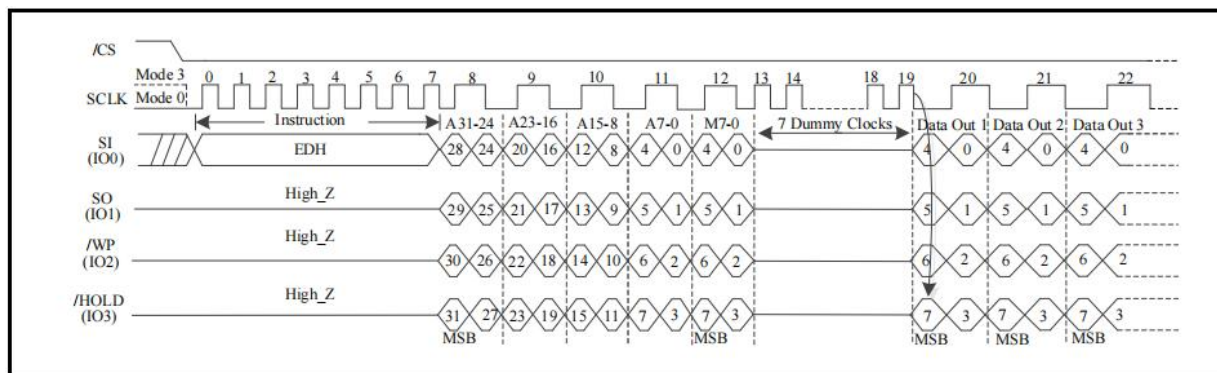 /CS
Mode 3 0 1 2 3 4 5 6 7 8 9 10 11 12 13 14 18 19 20 21 22
SCLK Mode 0
Instruction A31-24 A23-16 A15-8 A7-0 M7-0 7 Dummy Clocks Data Out 1 Data Out 2 Data Out 3
SI
(IO0) EDH 28 24 20 16 12 8 4 0 4 0 4 0 4 0 4 0
SO High_Z
(IO1) 29 25 21 17 13 9 5 1 5 1 5 1 5 1 5 1
/WP High_Z
(IO2) 30 26 22 18 14 10 6 2 6 2 6 2 6 2 6 2
/HOLD High_Z
(IO3) 31 27 23 19 15 11 7 3 7 3 7 3 7 3 7 3
MSB MSB MSB MSB MSB